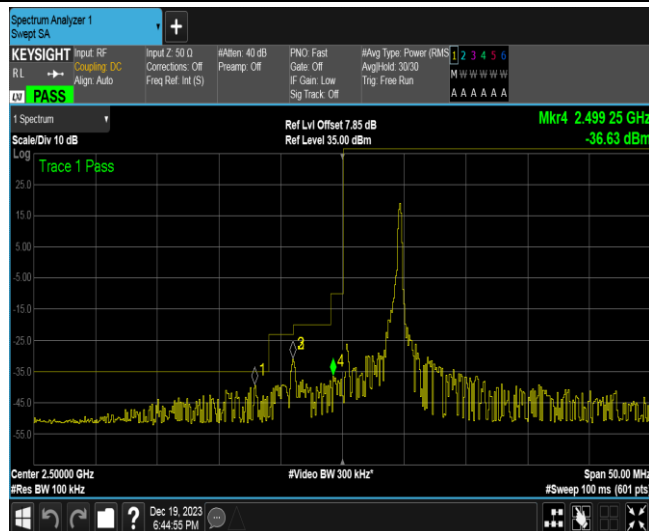 Spectrum Analyzer 1
Swept SA
KEYSIGHT
RL
LXI PASS
Input: RF
Coupling: DC
Align: Auto
Input Z: 50 Ω
Corrections: Off
Freq Ref: Int (S)
#Atten: 40 dB
Preamp: Off
PNO: Fast
Gate: Off
IF Gain: Low
Sig Track: Off
#Avg Type: Power (RMS
Avg|Hold: 30/30
Trig: Free Run
1 2 3 4 5 6
M W W W W W
A A A A A A
1 Spectrum
Scale/Div 10 dB
Log
Ref Lvl Offset 7.85 dB
Ref Level 35.00 dBm
Mkr4 2.499 25 GHz
-36.63 dBm
Trace 1 Pass
25.0
15.0
5.00
-5.00
-15.0
-25.0
-35.0
-45.0
-55.0
1
4
Center 2.50000 GHz
#Res BW 100 kHz
#Video BW 300 kHz*
Span 50.00 MHz
#Sweep 100 ms (601 pts)
?
Dec 19, 2023
6:44:55 PM